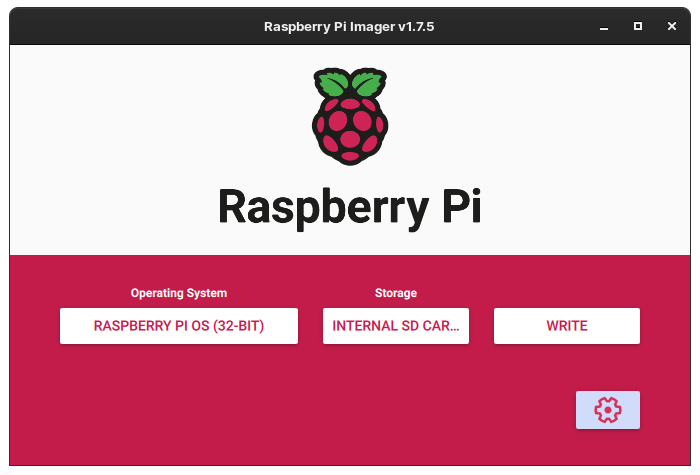 Raspberry Pi Imager v1.7.5
Raspberry Pi
Operating System
Storage
RASPBERRY PI OS (32-BIT)
INTERNAL SD CAR...
WRITE